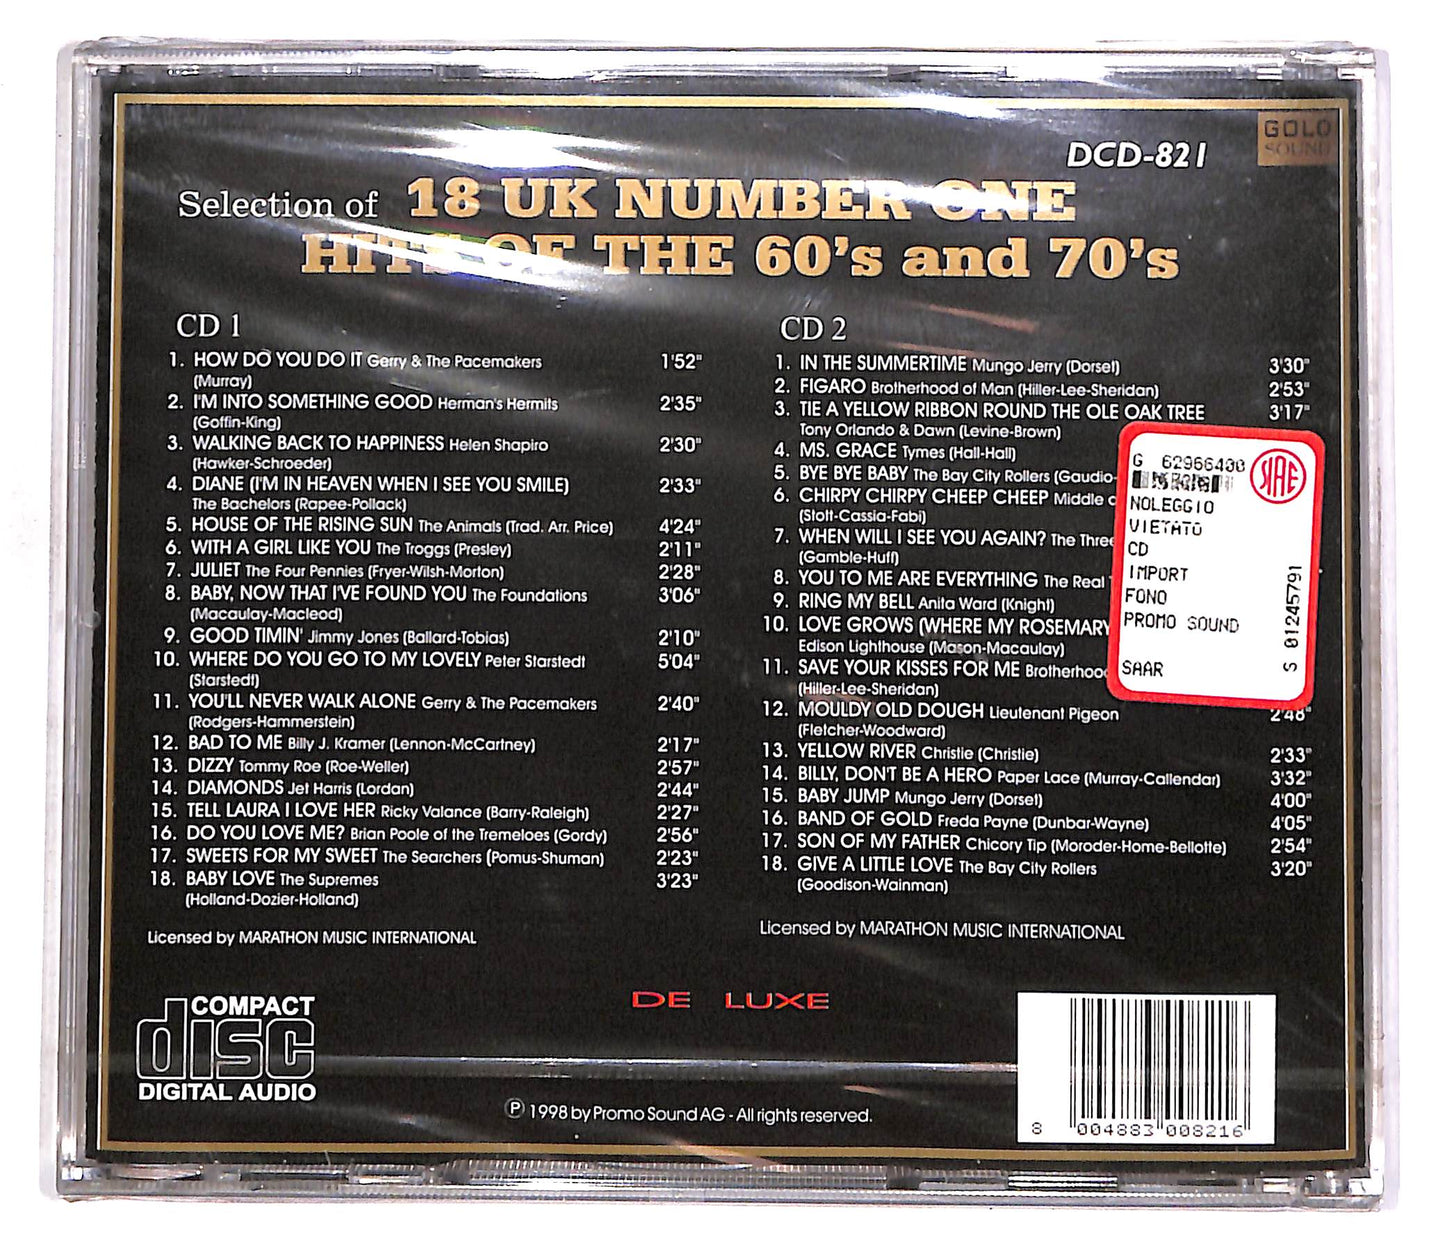 GOLD
SOUND
DCD-821
Selection of 18 UK NUMBER ONE
HITS OF THE 60's and 70's
CD 1
1. HOW DO YOU DO IT Gerry & The Pacemakers 1'52"
(Murray)
2. I'M INTO SOMETHING GOOD Herman's Hermits 2'35"
(Goffin-King)
3. WALKING BACK TO HAPPINESS Helen Shapiro 2'30"
(Hawker-Schroeder)
4. DIANE (I'M IN HEAVEN WHEN I SEE YOU SMILE) 2'33"
The Bachelors (Rapee-Pollack)
5. HOUSE OF THE RISING SUN The Animals (Trad. Arr. Price) 4'24"
6. WITH A GIRL LIKE YOU The Troggs (Presley) 2'11"
7. JULIET The Four Pennies (Fryer-Wilsh-Morton) 2'28"
8. BABY, NOW THAT I'VE FOUND YOU The Foundations 3'06"
(Macaulay-Macleod)
9. GOOD TIMIN' Jimmy Jones (Ballard-Tobias) 2'10"
10. WHERE DO YOU GO TO MY LOVELY Peter Starstedt 5'04"
(Starstedt)
11. YOU'LL NEVER WALK ALONE Gerry & The Pacemakers 2'40"
(Rodgers-Hammerstein)
12. BAD TO ME Billy J. Kramer (Lennon-McCartney) 2'17"
13. DIZZY Tommy Roe (Roe-Weller) 2'57"
14. DIAMONDS Jet Harris (Lordan) 2'44"
15. TELL LAURA I LOVE HER Ricky Valance (Barry-Raleigh) 2'27"
16. DO YOU LOVE ME? Brian Poole of the Tremeloes (Gordy) 2'56"
17. SWEETS FOR MY SWEET The Searchers (Pomus-Shuman) 2'23"
18. BABY LOVE The Supremes 3'23"
(Holland-Dozier-Holland)
Licensed by MARATHON MUSIC INTERNATIONAL
CD 2
1. IN THE SUMMERTIME Mungo Jerry (Dorset) 3'30"
2. FIGARO Brotherhood of Man (Hiller-Lee-Sheridan) 2'53"
3. TIE A YELLOW RIBBON ROUND THE OLE OAK TREE 3'17"
Tony Orlando & Dawn (Levine-Brown)
4. MS. GRACE Tymes (Hall-Hall)
5. BYE BYE BABY The Bay City Rollers (Gaudio-
6. CHIRPY CHIRPY CHEEP CHEEP Middle
(Stott-Cassia-Fabi)
7. WHEN WILL I SEE YOU AGAIN? The Three
(Gamble-Huff)
8. YOU TO ME ARE EVERYTHING The Real
9. RING MY BELL Anita Ward (Knight)
10. LOVE GROWS (WHERE MY ROSEMARY
Edison Lighthouse (Mason-Macaulay)
11. SAVE YOUR KISSES FOR ME Brotherhood
(Hiller-Lee-Sheridan)
12. MOULDY OLD DOUGH Lieutenant Pigeon 2'48"
(Fletcher-Woodward)
13. YELLOW RIVER Christie (Christie) 2'33"
14. BILLY, DON'T BE A HERO Paper Lace (Murray-Callendar) 3'32"
15. BABY JUMP Mungo Jerry (Dorset) 4'00"
16. BAND OF GOLD Freda Payne (Dunbar-Wayne) 4'05"
17. SON OF MY FATHER Chicory Tip (Moroder-Home-Bellotte) 2'54"
18. GIVE A LITTLE LOVE The Bay City Rollers 3'20"
(Goodison-Wainman)
Licensed by MARATHON MUSIC INTERNATIONAL
G 62966400
SIAE
NOLEGGIO
VIETATO
CD
IMPORT
FONO
PROMO SOUND
SAAR
S 01245791
DE LUXE
COMPACT
disc
DIGITAL AUDIO
℗ 1998 by Promo Sound AG - All rights reserved.
8 004883 008216